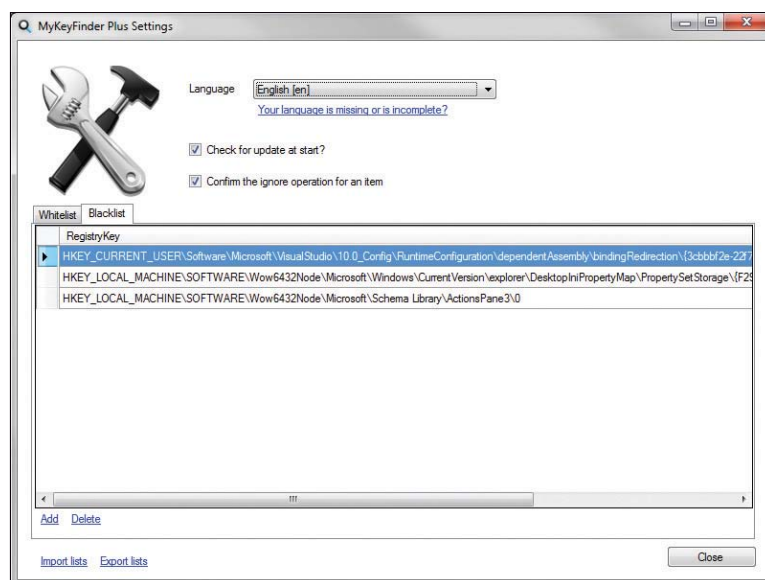 MyKeyFinder Plus Settings
Language English [en]
Your language is missing or is incomplete?
Check for update at start?
Confirm the ignore operation for an item
Whitelist Blacklist
RegistryKey
HKEY_CURRENT_USER\Software\Microsoft\VisualStudio\10.0_Config\RuntimeConfiguration\dependentAssembly\bindingRedirection\{3cbbbf2e-22f7
HKEY_LOCAL_MACHINE\SOFTWARE\Wow6432Node\Microsoft\Windows\CurrentVersion\explorer\DesktopIniPropertyMap\PropertySetStorage\{F29
HKEY_LOCAL_MACHINE\SOFTWARE\Wow6432Node\Microsoft\Schema Library\ActionsPane3\0
Add Delete
Import lists Export lists Close